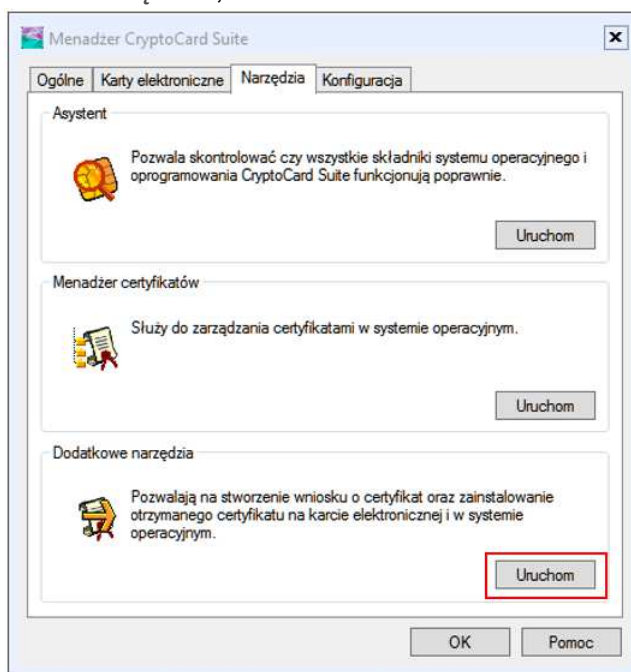 Menadżer CryptoCard Suite
Ogólne Karty elektroniczne Narzędzia Konfiguracja
Asystent
Pozwala skontrolować czy wszystkie składniki systemu operacyjnego i
oprogramowania CryptoCard Suite funkcjonują poprawnie.
Uruchom
Menadżer certyfikatów
Służy do zarządzania certyfikatami w systemie operacyjnym.
Uruchom
Dodatkowe narzędzia
Pozwalają na stworzenie wniosku o certyfikat oraz zainstalowanie
otrzymanego certyfikatu na karcie elektronicznej i w systemie
operacyjnym.
Uruchom
OK Pomoc